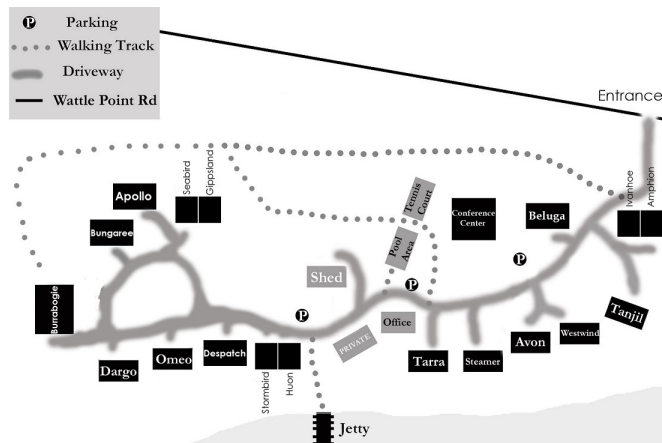 P Parking
Walking Track
Driveway
Wattle Point Rd
Entrance
Seabird
Gippsland
Ivanhoe
Amphion
Apollo
Tennis
Court
Conference
Center
Beluga
Bungaree
Pool
Area
P
Shed
P
Burrabogie
P
Office
Tanjil
PRIVATE
Avon
Westwind
Dargo
Omeo
Despatch
Tarra
Steamer
Stormbird
Huon
Jetty